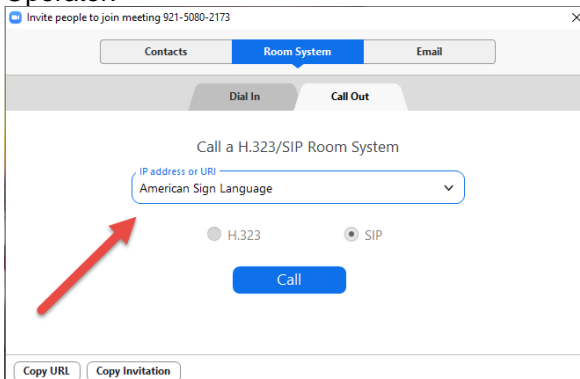 Operator.
Invite people to join meeting 921-5080-2173
Contacts Room System Email
Dial In Call Out
Call a H.323/SIP Room System
IP address or URI
American Sign Language
H.323 SIP
Call
Copy URL Copy Invitation